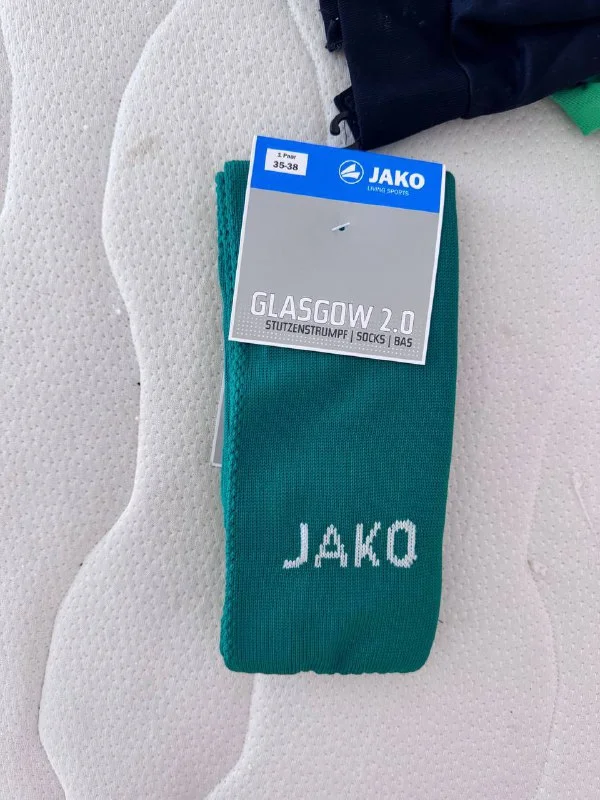 1 Paar
35-38
JAKO
LIVING SPORTS
GLASGOW 2.0
STUTZENSTRUMPF | SOCKS | BAS
JAKO